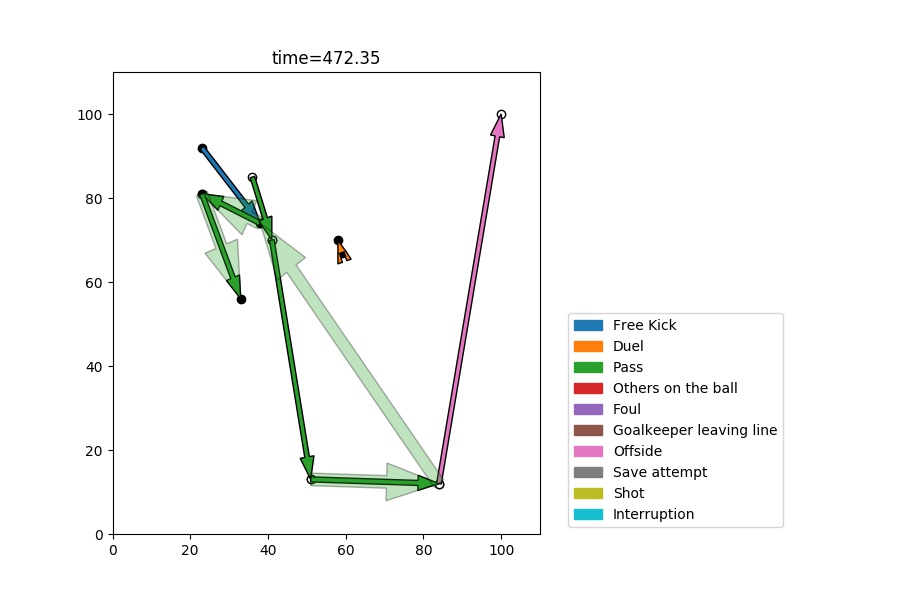 time=472.35
100
80
60
40
20
0
0 20 40 60 80 100
Free Kick
Duel
Pass
Others on the ball
Foul
Goalkeeper leaving line
Offside
Save attempt
Shot
Interruption